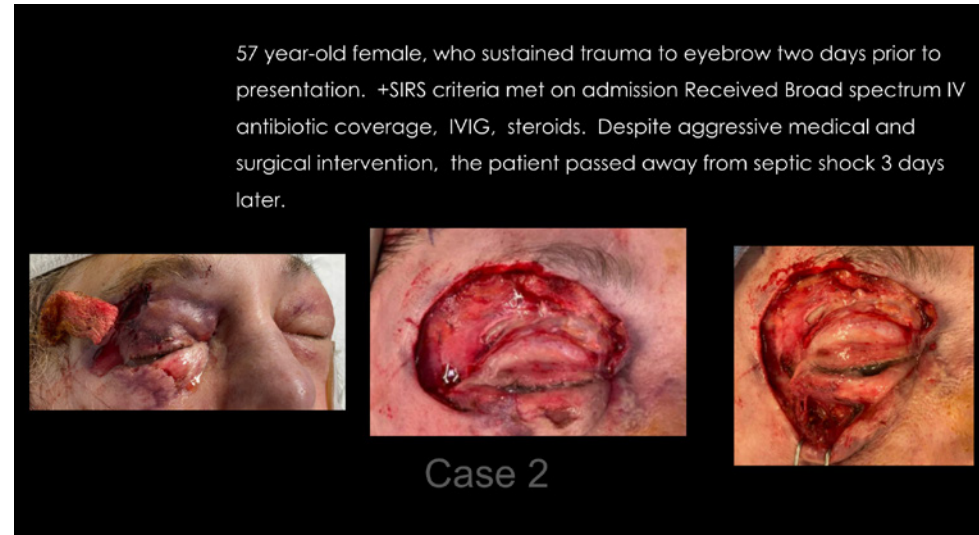 57 year-old female, who sustained trauma to eyebrow two days prior to
presentation.  +SIRS criteria met on admission Received Broad spectrum IV
antibiotic coverage,  IVIG,  steroids.  Despite aggressive medical and
surgical intervention,  the patient passed away from septic shock 3 days
later.
Case 2